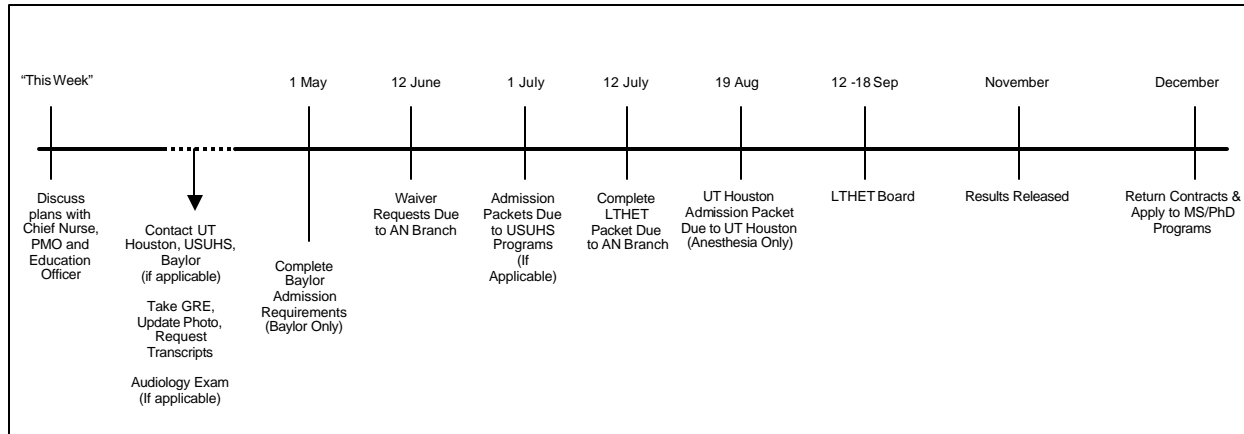 “This Week”
1 May
12 June
1 July
12 July
19 Aug
12 -18 Sep
November
December
Discuss
plans with
Chief Nurse,
PMO and
Education
Officer
Contact UT
Houston, USUHS,
Baylor
(if applicable)
Take GRE,
Update Photo,
Request
Transcripts
Audiology Exam
(If applicable)
Complete
Baylor
Admission
Requirements
(Baylor Only)
Waiver
Requests Due
to AN Branch
Admission
Packets Due
to USUHS
Programs
(If
Applicable)
Complete
LTHET
Packet Due
to AN Branch
UT Houston
Admission Packet
Due to UT Houston
(Anesthesia Only)
LTHET Board
Results Released
Return Contracts &
Apply to MS/PhD
Programs